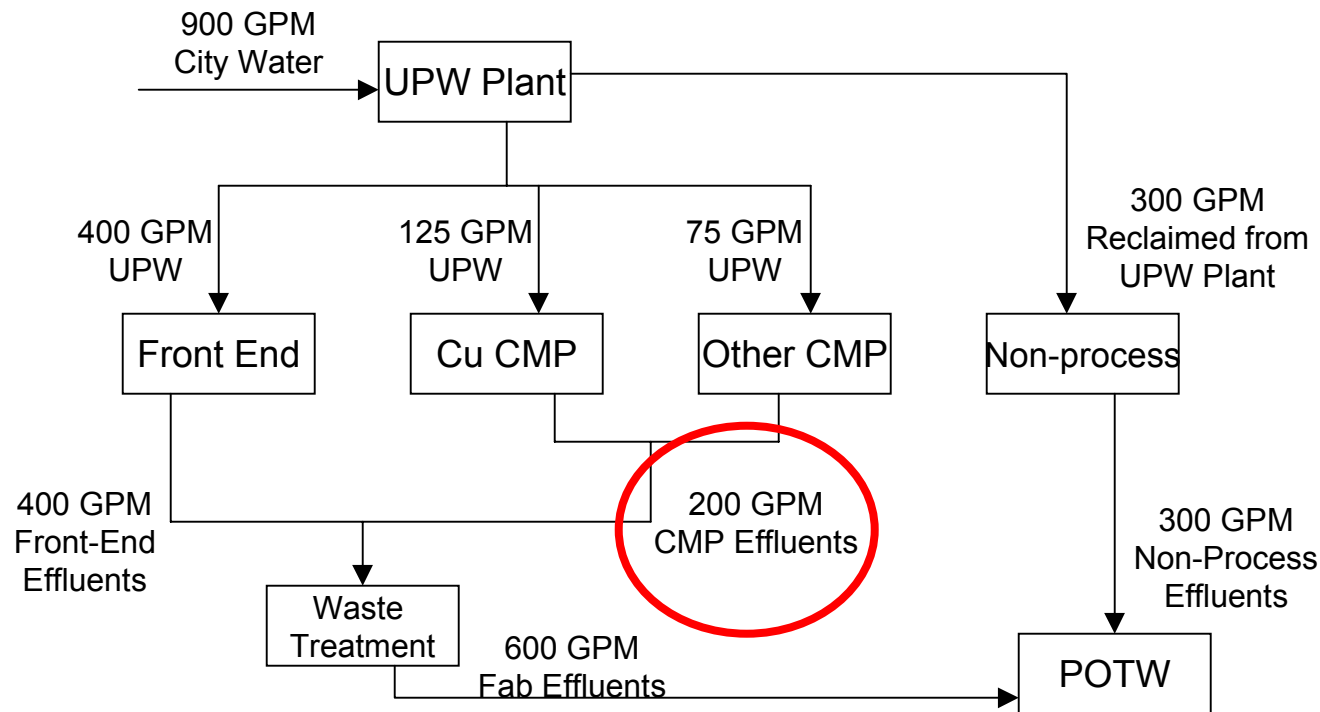 900 GPM
City Water
UPW Plant
400 GPM
UPW
125 GPM
UPW
75 GPM
UPW
300 GPM
Reclaimed from
UPW Plant
Front End
Cu CMP
Other CMP
Non-process
400 GPM
Front-End
Effluents
200 GPM
CMP Effluents
300 GPM
Non-Process
Effluents
Waste
Treatment
600 GPM
Fab Effluents
POTW